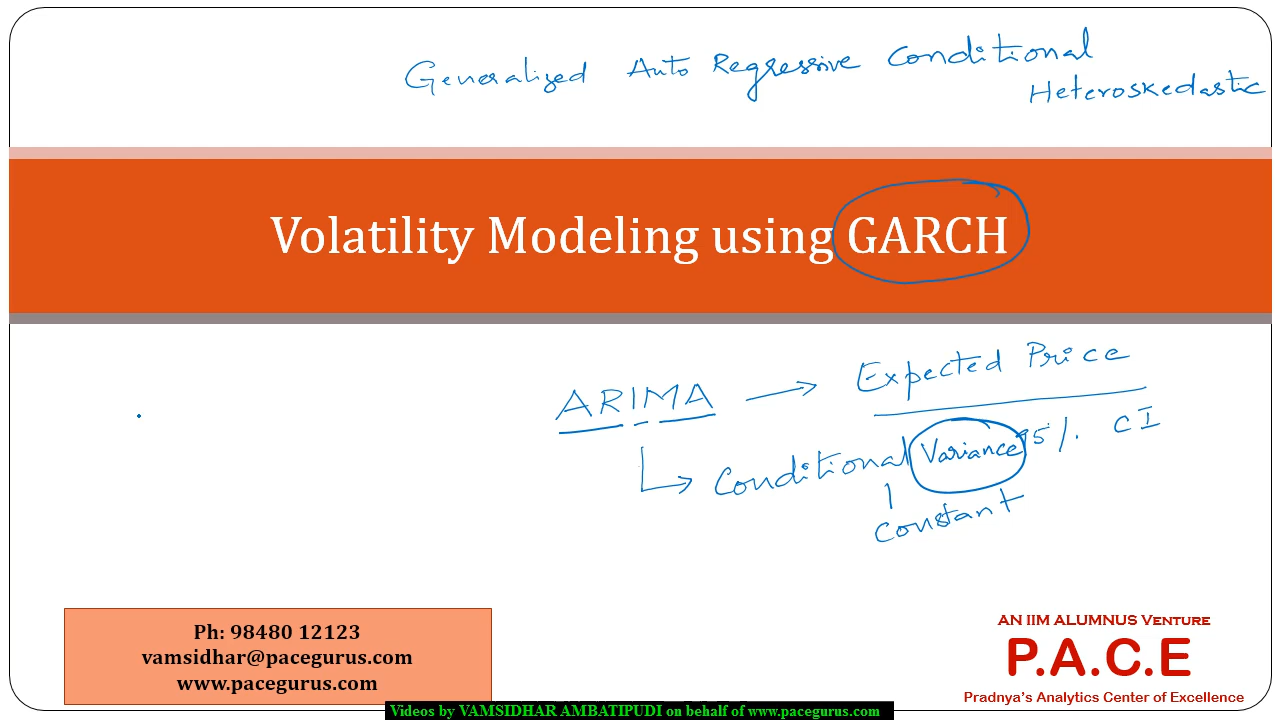 Generalized Auto Regressive Conditional
Heteroskedastic
Volatility Modeling using GARCH
ARIMA → Expected Price
Conditional Variance 95%. CI
Constant
Ph: 98480 12123
vamsidhar@pacegurus.com
www.pacegurus.com
AN IIM ALUMNUS VENTURE
P.A.C.E
Pradnya's Analytics Center of Excellence
Videos by VAMSIDHAR AMBATIPUDI on behalf of www.pacegurus.com